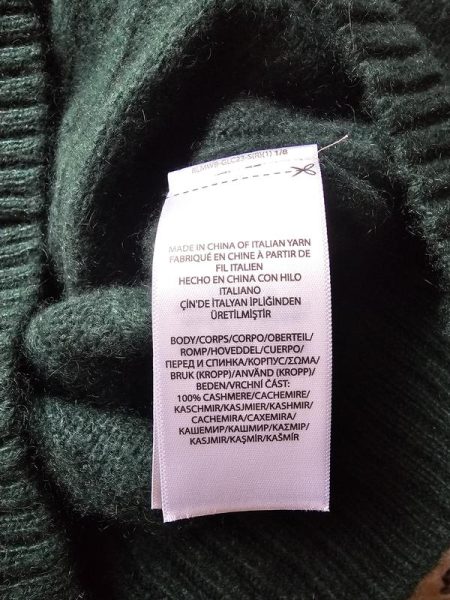 1/8
MADE IN CHINA OF ITALIAN YARN
FABRIQUÉ EN CHINE À PARTIR DE
FIL ITALIEN
HECHO EN CHINA CON HILO
ITALIANO
ÇİN'DE İTALYAN İPLİĞİNDEN
ÜRETİLMİŞTİR
BODY/CORPS/CORPO/OBERTEIL/
ROMP/HOVEDDEL/CUERPO/
ПЕРЕД И СПИНКА/КОРПУС/ΣΩΜΑ/
BRUK (KROPP)/ANVÄND (KROPP)/
BEDEN/VRCHNÍ ČÁST:
100% CASHMERE/CACHEMIRE/
KASCHMIR/KASJMIER/KASHMIR/
CACHEMIRA/CAXEMIRA/
КАШЕМИР/КАШМИР/ΚΑΣΜΙΡ/
KASJMIR/KAŞMİR/KAŠMÍR